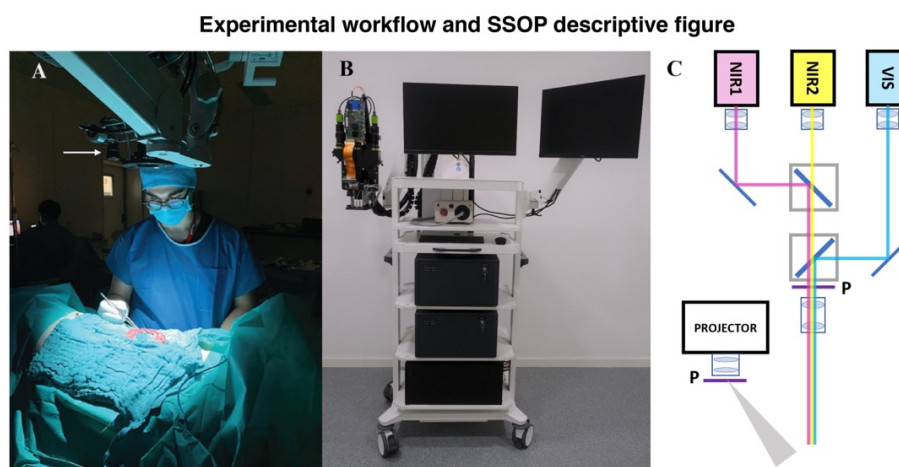 Experimental workflow and SSOP descriptive figure
A
B
C
NIR1
NIR2
VIS
P
PROJECTOR
P